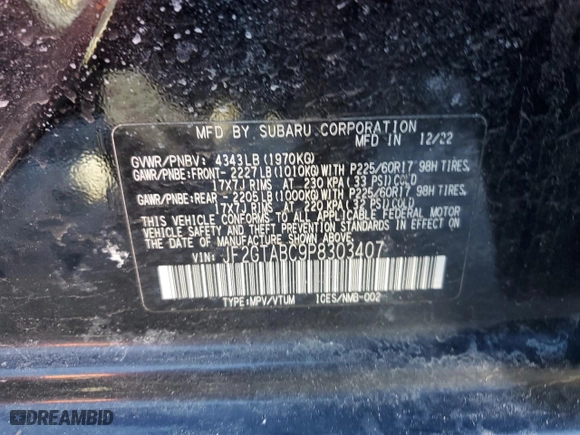 MFD BY SUBARU CORPORATION
MFD IN 12/22
GVWR/PNBV: 4343LB (1970KG)
GAWR/PNBE:FRONT- 2227LB (1010KG)WITH P225/60R17 98H TIRES,
17X7J RIMS AT 230 KPA(33 PSI)COLD
GAWR/PNBE:REAR - 2205LB (1000KG)WITH P225/60R17 98H TIRES,
17X7J RIMS AT 220 KPA(32 PSI)COLD
THIS VEHICLE CONFORMS TO ALL APPLICABLE FEDERAL MOTOR
VEHICLE SAFETY AND THEFT PREVENTION STANDARDS IN EFFECT ON
THE DATE OF MANUFACTURE SHOWN ABOVE.
VIN: JF2GTABC9P8303407
TYPE:MPV/VTUM ICES/NMB-002
DREAMBID